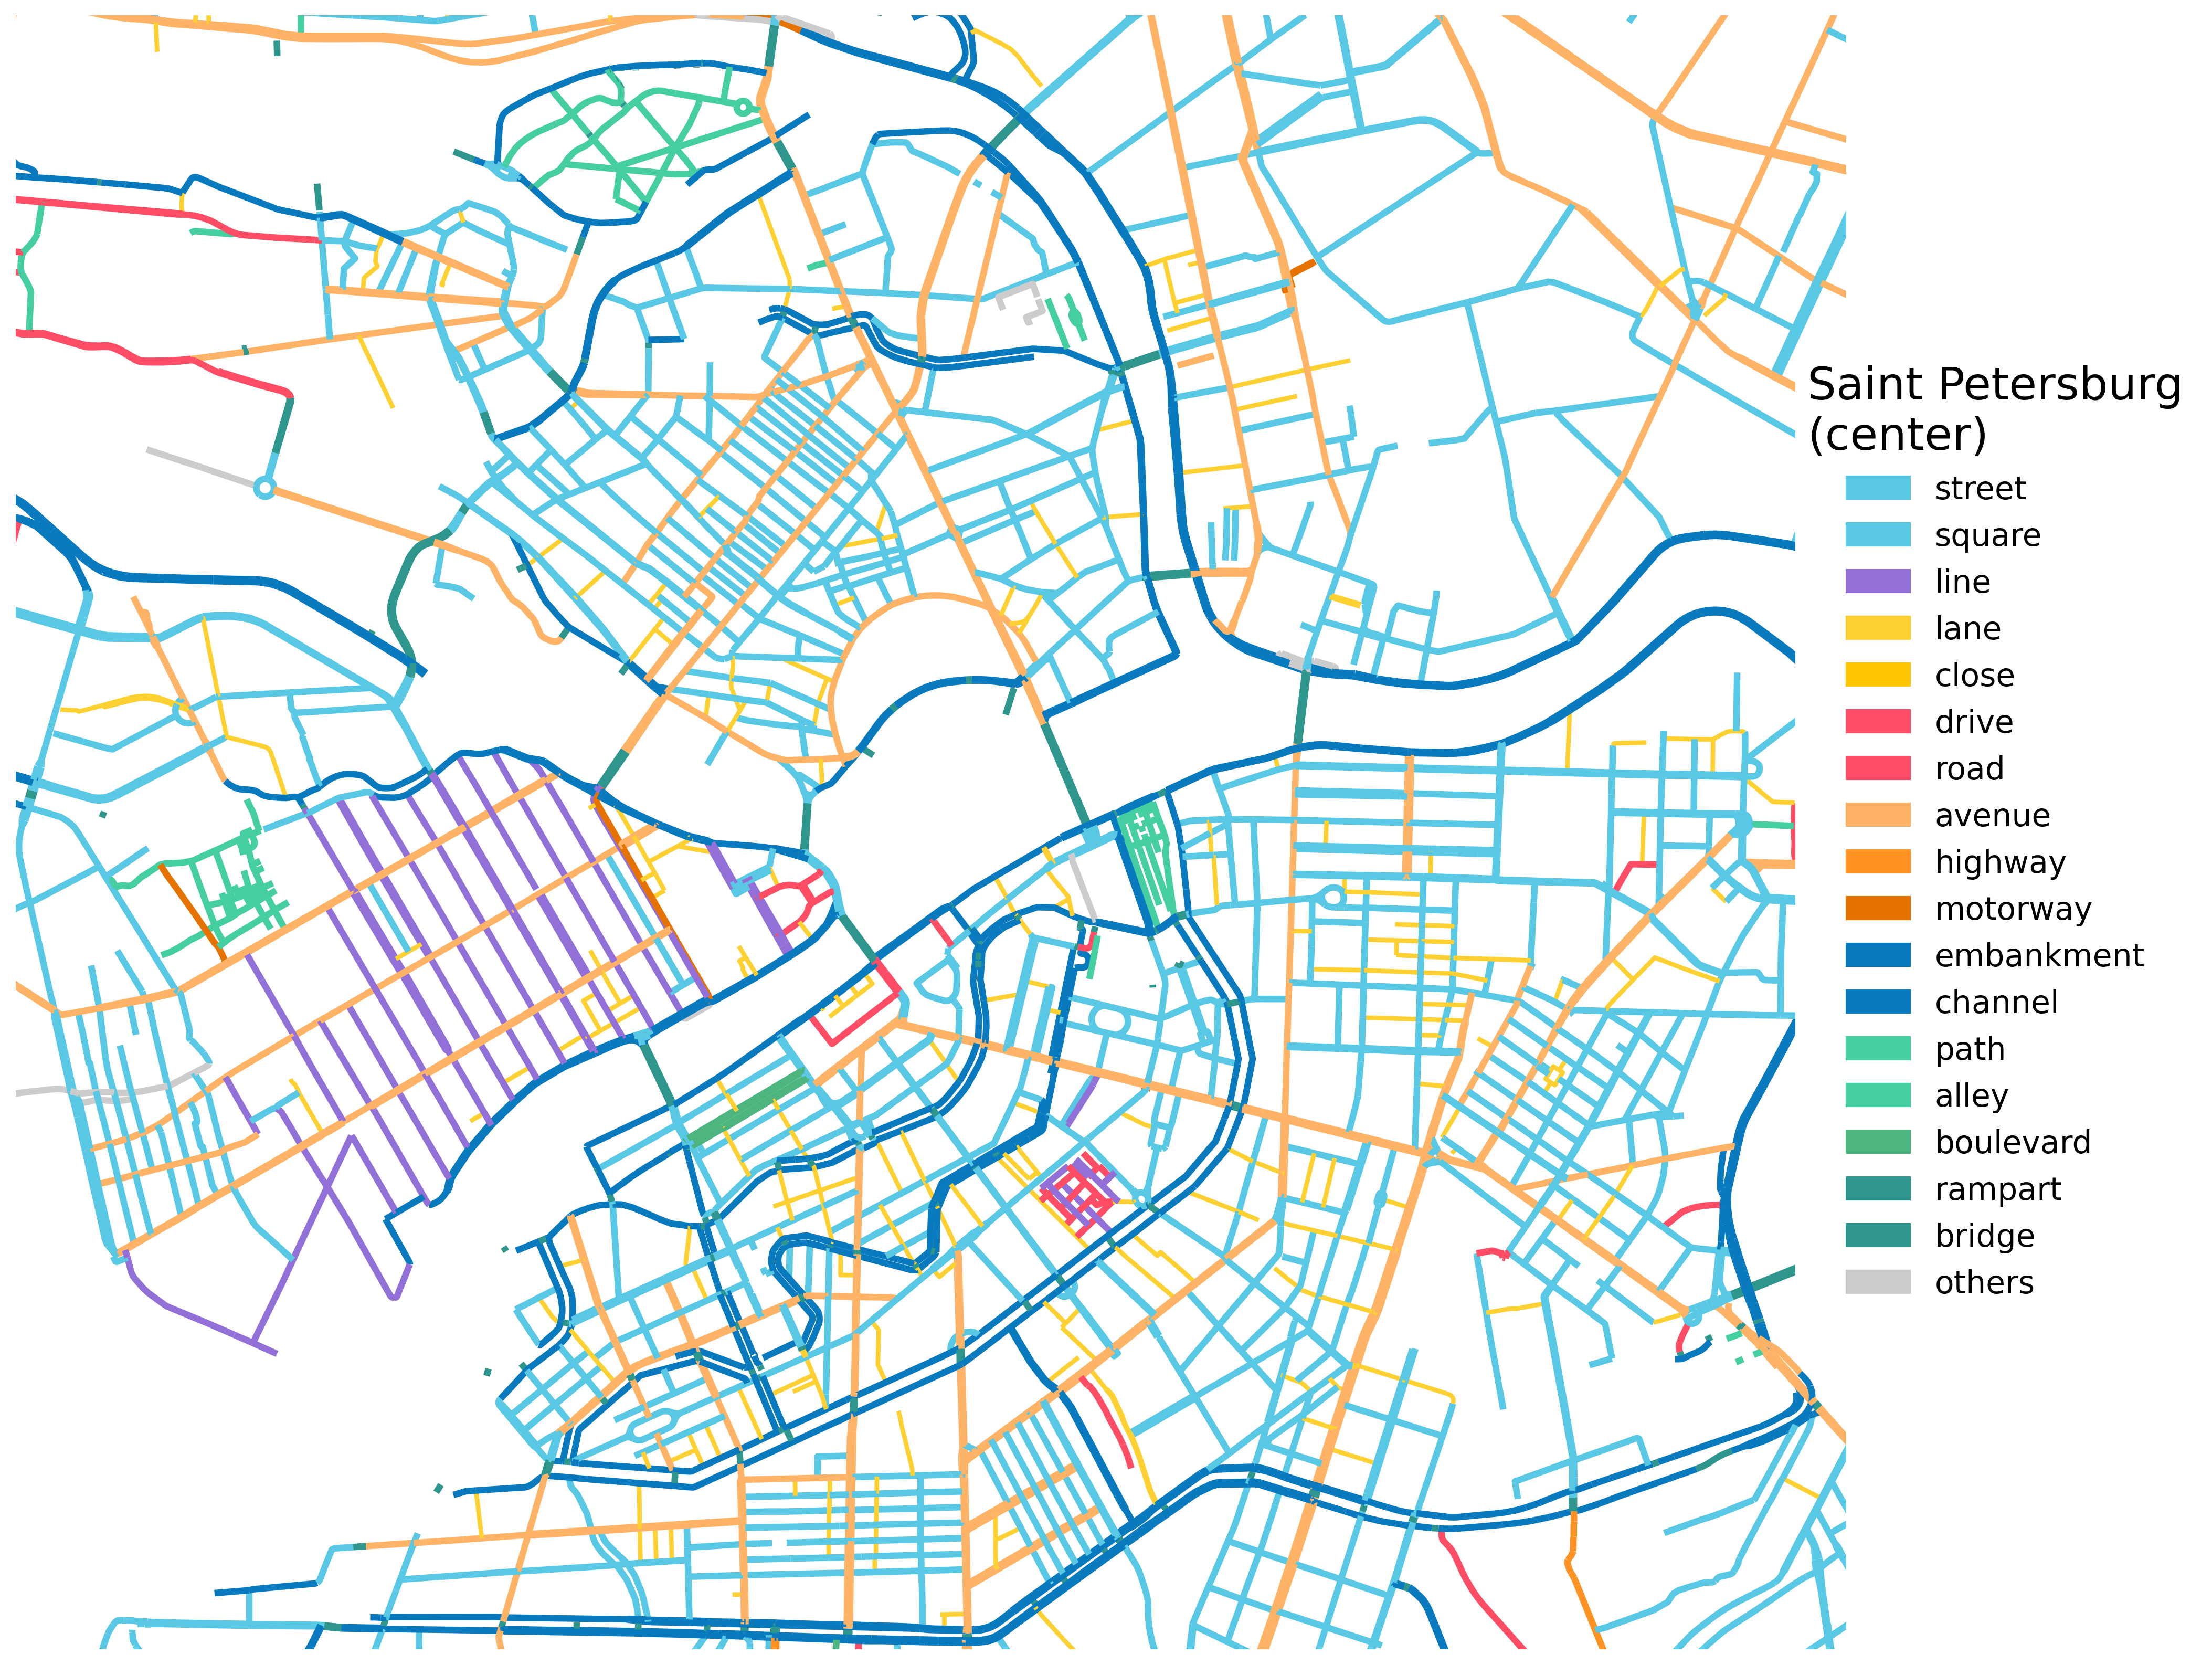 Saint Petersburg
(center)
street
square
line
lane
close
drive
road
avenue
highway
motorway
embankment
channel
path
alley
boulevard
rampart
bridge
others